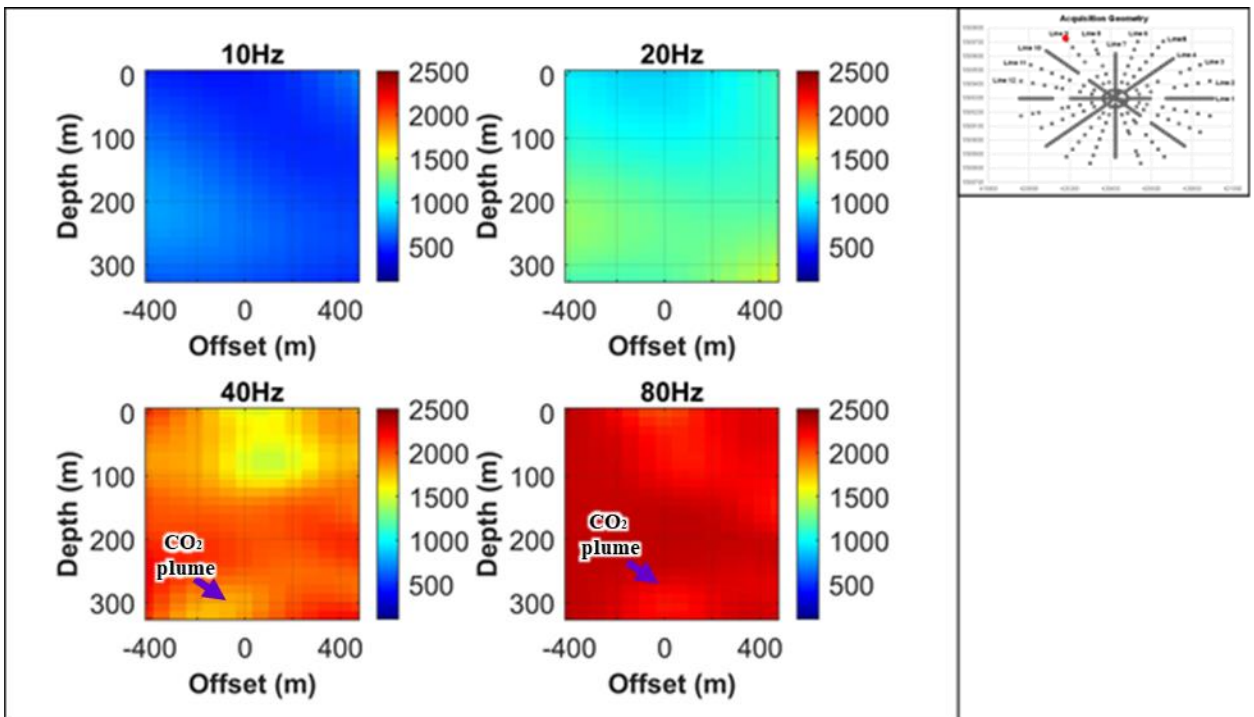 10Hz
0
100
200
300
Depth (m)
-400 0 400
Offset (m)
2500
2000
1500
1000
500
20Hz
0
100
200
300
Depth (m)
-400 0 400
Offset (m)
2500
2000
1500
1000
500
40Hz
0
100
200
300
Depth (m)
CO₂
plume
-400 0 400
Offset (m)
2500
2000
1500
1000
500
80Hz
0
100
200
300
Depth (m)
CO₂
plume
-400 0 400
Offset (m)
2500
2000
1500
1000
500
Acquisition Geometry
Line 10
Line 11
Line 12
Line 7
Line 4
Line 3
Line 2
Line 1